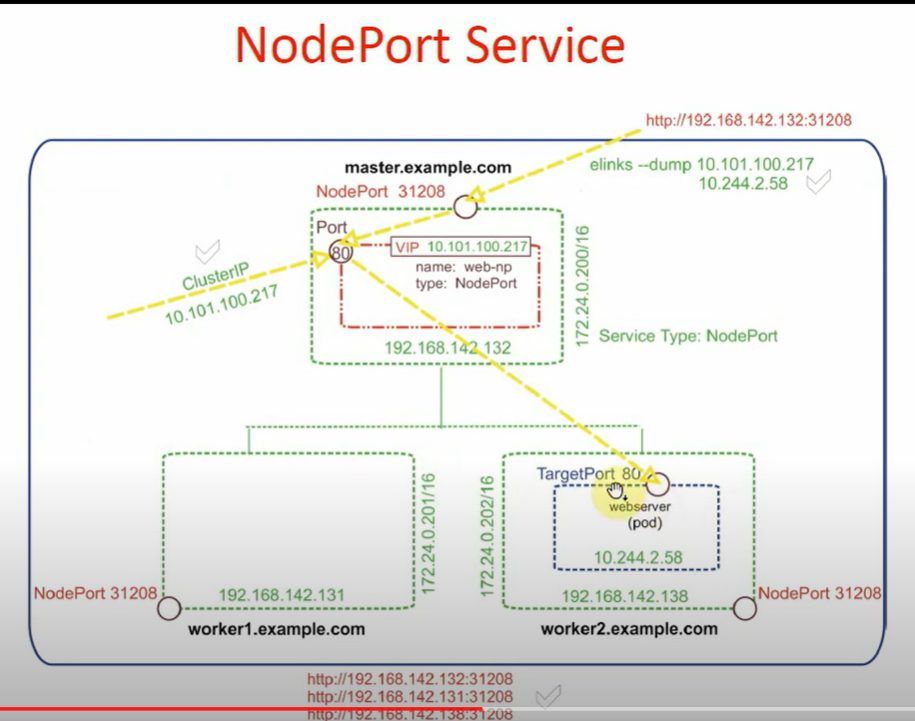 NodePort Service
http://192.168.142.132:31208
master.example.com
elinks --dump 10.101.100.217
10.244.2.58
NodePort 31208
Port
80
VIP 10.101.100.217
name: web-np
type: NodePort
ClusterIP
10.101.100.217
172.24.0.200/16
192.168.142.132
Service Type: NodePort
TargetPort 80
webserver
(pod)
10.244.2.58
172.24.0.201/16
172.24.0.202/16
NodePort 31208
192.168.142.131
192.168.142.138
NodePort 31208
worker1.example.com
worker2.example.com
http://192.168.142.132:31208
http://192.168.142.131:31208
http://192.168.142.138:31208